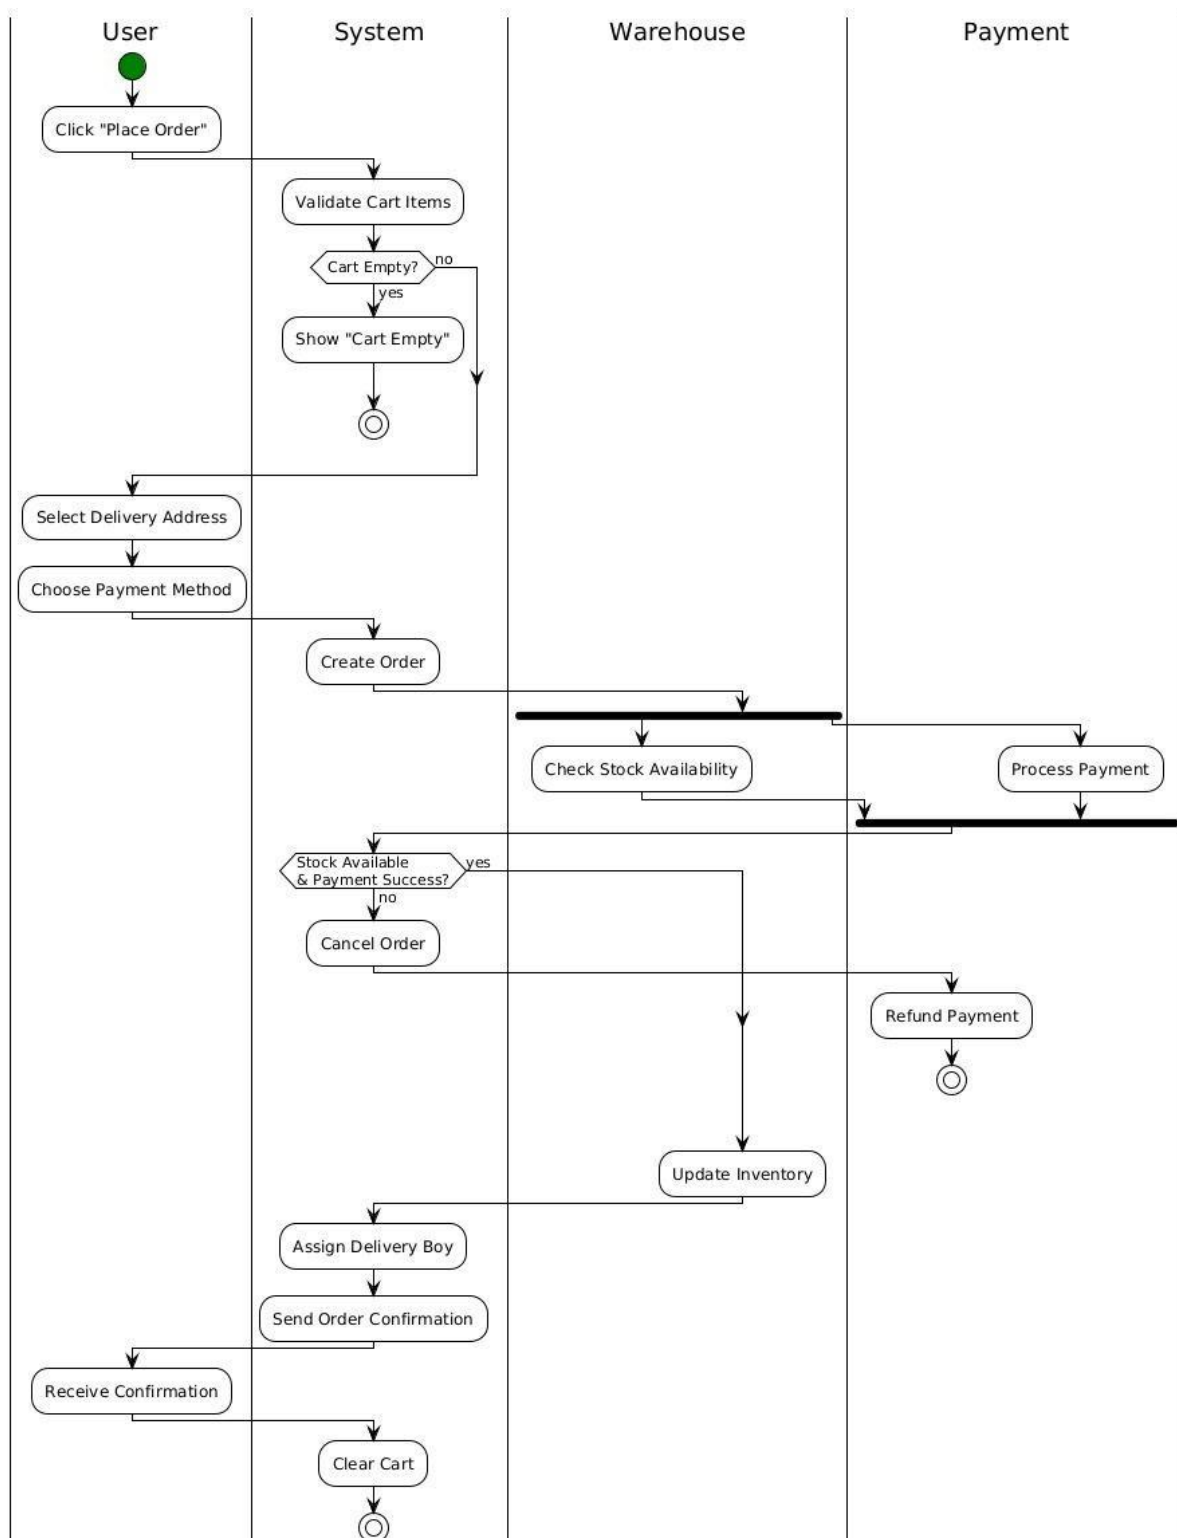 User
System
Warehouse
Payment
Click "Place Order"
Validate Cart Items
Cart Empty?
no
yes
Show "Cart Empty"
Select Delivery Address
Choose Payment Method
Create Order
Check Stock Availability
Process Payment
Stock Available
& Payment Success?
yes
no
Cancel Order
Refund Payment
Update Inventory
Assign Delivery Boy
Send Order Confirmation
Receive Confirmation
Clear Cart